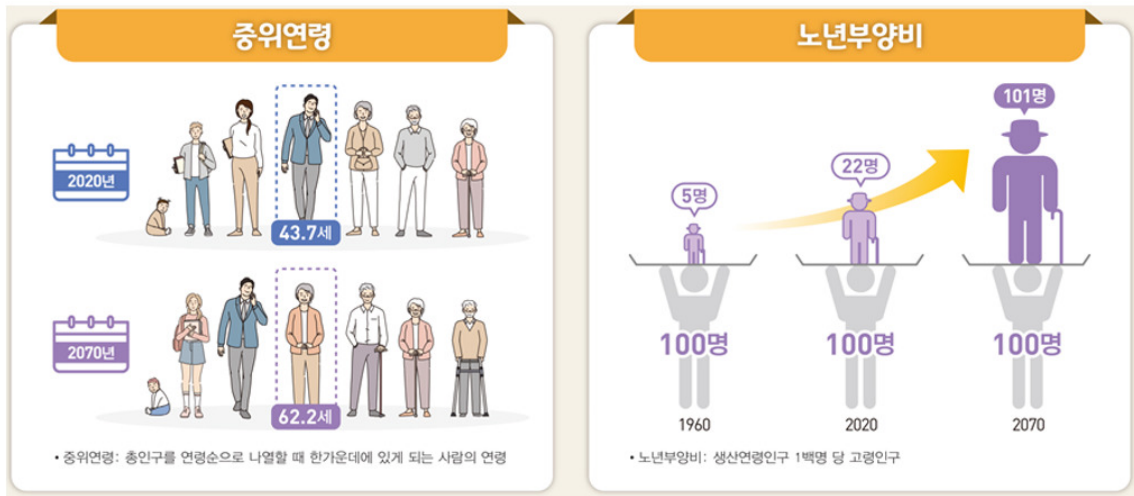 중위연령
2020년
43.7세
2070년
62.2세
• 중위연령: 총인구를 연령순으로 나열할 때 한가운데에 있게 되는 사람의 연령
노년부양비
5명
22명
101명
100명
100명
100명
1960
2020
2070
• 노년부양비: 생산연령인구 1백명 당 고령인구